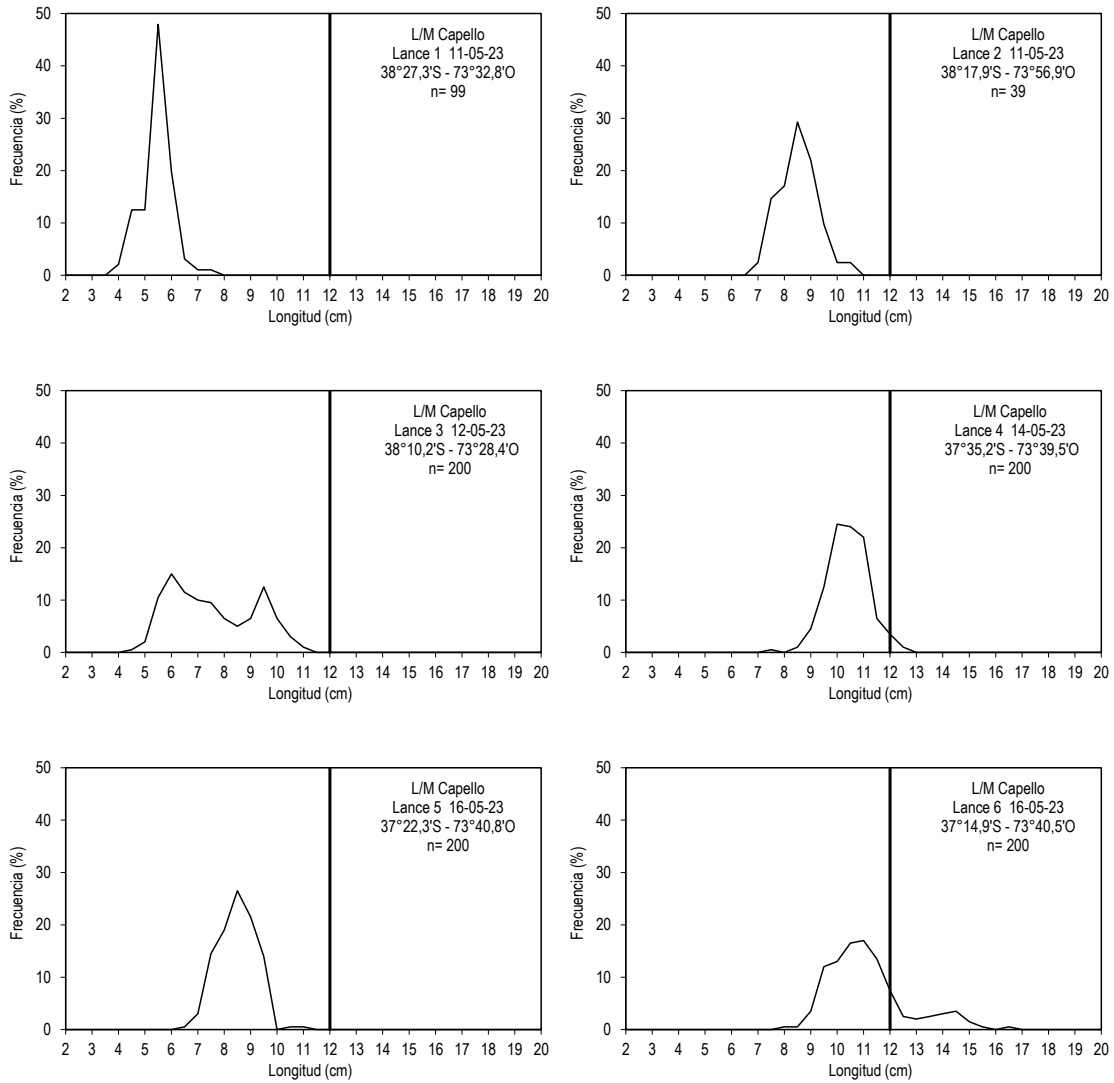 50
40
30
20
10
0
Frecuencia (%)
2 3 4 5 6 7 8 9 10 11 12 13 14 15 16 17 18 19 20
Longitud (cm)
L/M Capello
Lance 1 11-05-23
38°27,3'S - 73°32,8'O
n= 99
50
40
30
20
10
0
Frecuencia (%)
2 3 4 5 6 7 8 9 10 11 12 13 14 15 16 17 18 19 20
Longitud (cm)
L/M Capello
Lance 2 11-05-23
38°17,9'S - 73°56,9'O
n= 39
50
40
30
20
10
0
Frecuencia (%)
2 3 4 5 6 7 8 9 10 11 12 13 14 15 16 17 18 19 20
Longitud (cm)
L/M Capello
Lance 3 12-05-23
38°10,2'S - 73°28,4'O
n= 200
50
40
30
20
10
0
Frecuencia (%)
2 3 4 5 6 7 8 9 10 11 12 13 14 15 16 17 18 19 20
Longitud (cm)
L/M Capello
Lance 4 14-05-23
37°35,2'S - 73°39,5'O
n= 200
50
40
30
20
10
0
Frecuencia (%)
2 3 4 5 6 7 8 9 10 11 12 13 14 15 16 17 18 19 20
Longitud (cm)
L/M Capello
Lance 5 16-05-23
37°22,3'S - 73°40,8'O
n= 200
50
40
30
20
10
0
Frecuencia (%)
2 3 4 5 6 7 8 9 10 11 12 13 14 15 16 17 18 19 20
Longitud (cm)
L/M Capello
Lance 6 16-05-23
37°14,9'S - 73°40,5'O
n= 200